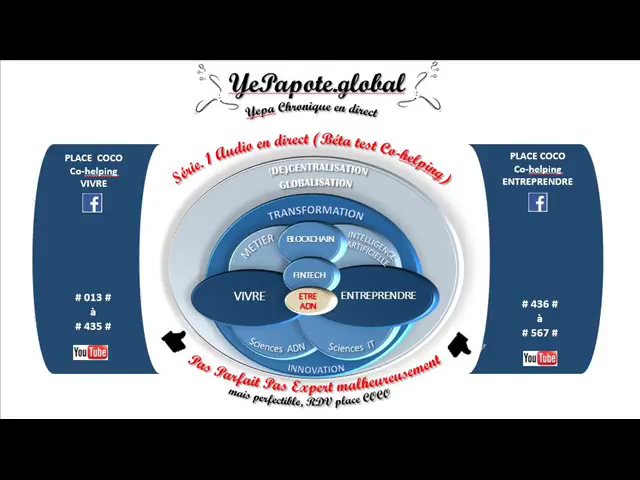 YePapote.global
Yepa Chronique en direct
Série. 1 Audio en direct ( Béta test Co-helping)
PLACE COCO
Co-helping
VIVRE
# 013 #
à
# 435 #
YouTube
(DE)CENTRALISATION
GLOBALISATION
TRANSFORMATION
METIER
BLOCKCHAIN
INTELLIGENCE
ARTIFICIELLE
FINTECH
VIVRE
ETRE
ADN
ENTREPRENDRE
Sciences ADN
Sciences IT
INNOVATION
PLACE COCO
Co-helping
ENTREPRENDRE
# 436 #
à
# 567 #
YouTube
Pas Parfait Pas Expert malheureusement
mais perfectible, RDV place COCO